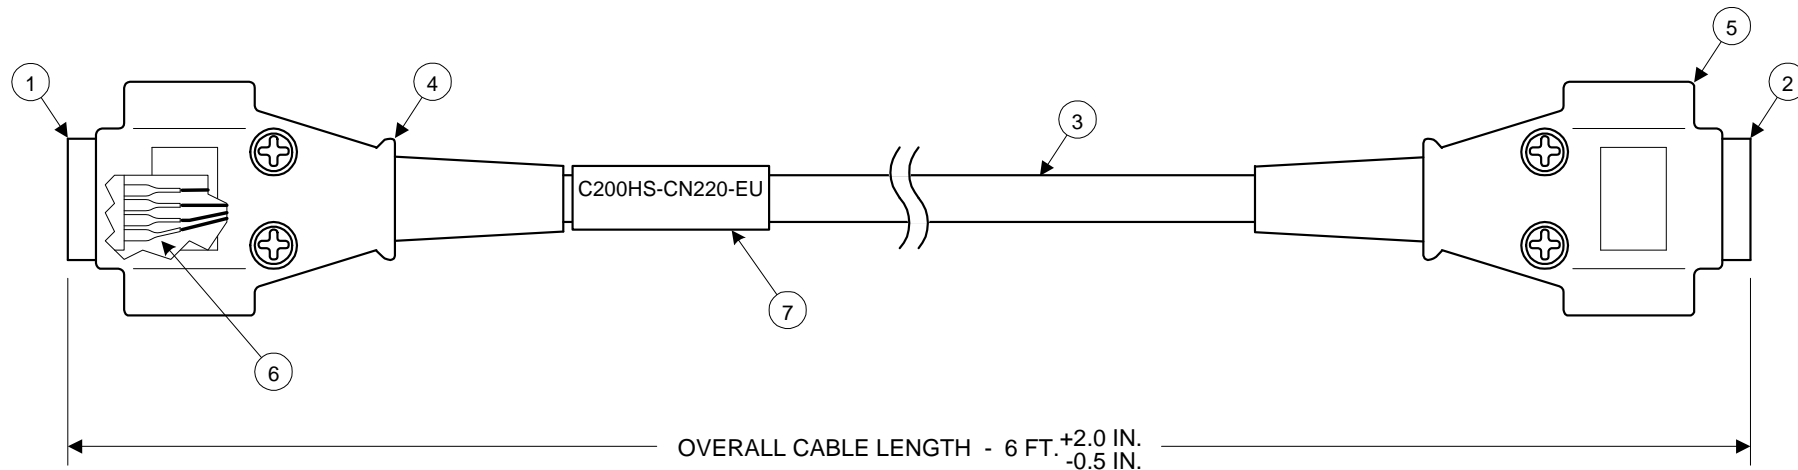 1
4
3
5
2
C200HS-CN220-EU
7
6
OVERALL CABLE LENGTH - 6 FT. +2.0 IN.
-0.5 IN.